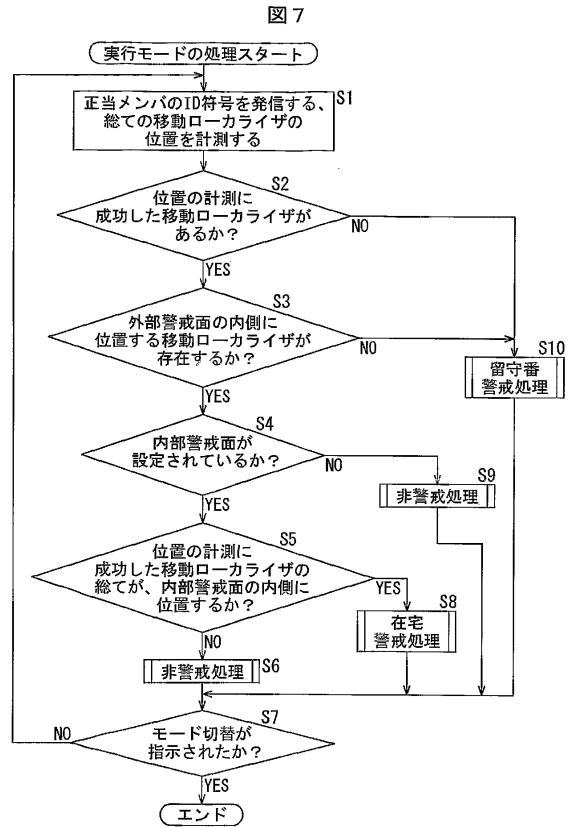 図7
実行モードの処理スタート
S1
正当メンバのID符号を発信する、
総ての移動ローカライザの
位置を計測する
S2
位置の計測に
成功した移動ローカライザが
あるか?
NO
YES
S3
外部警戒面の内側に
位置する移動ローカライザが
存在するか?
NO
YES
S10
留守番
警戒処理
S4
内部警戒面が
設定されているか?
NO
YES
S9
非警戒処理
S5
位置の計測に
成功した移動ローカライザの
総てが、内部警戒面の内側に
位置するか?
YES
NO
S8
在宅
警戒処理
非警戒処理
S6
S7
モード切替が
指示されたか?
NO
YES
エンド